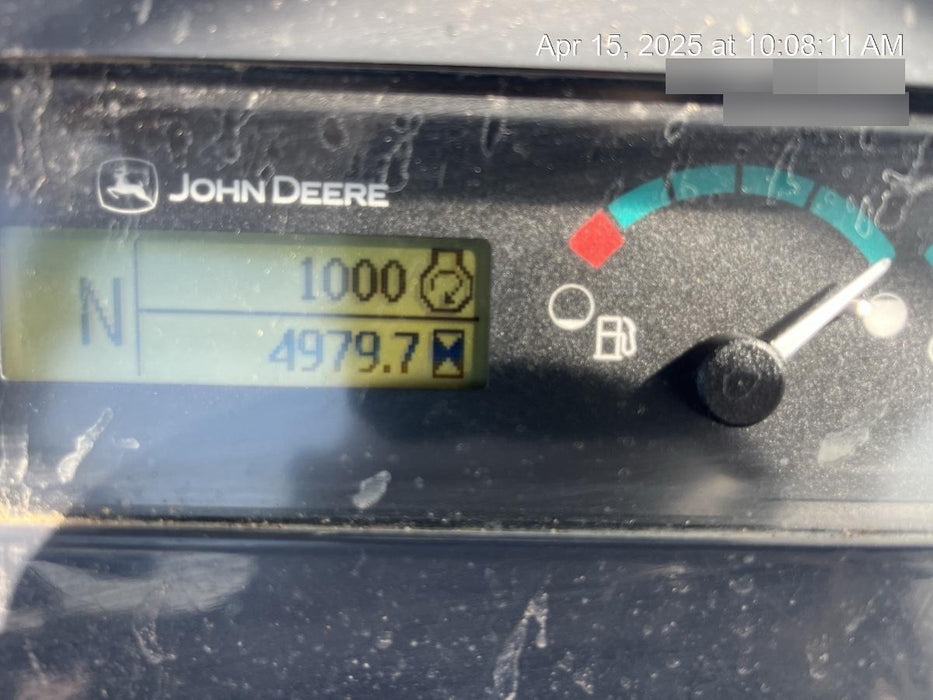 Apr 15, 2025 at 10:08:11 AM
JOHN DEERE
N
1000
4979.7